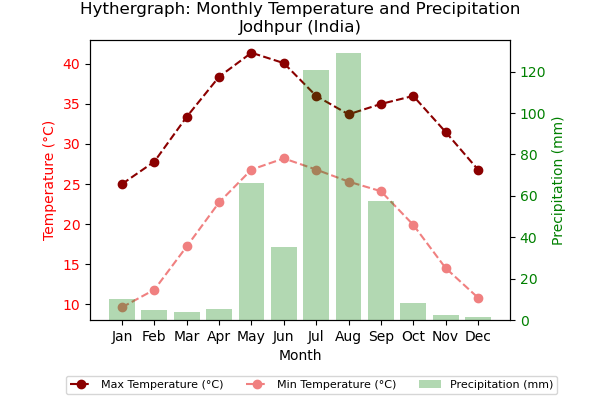 Hythergraph: Monthly Temperature and Precipitation
Jodhpur (India)
Temperature (°C)
40
35
30
25
20
15
10
Precipitation (mm)
120
100
80
60
40
20
0
Jan Feb Mar Apr May Jun Jul Aug Sep Oct Nov Dec
Month
Max Temperature (°C) Min Temperature (°C) Precipitation (mm)